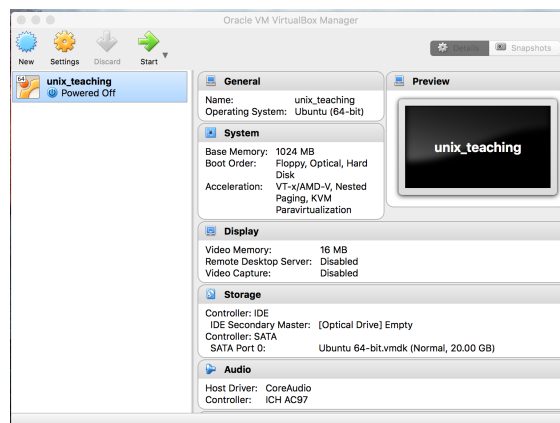 Oracle VM VirtualBox Manager
New Settings Discard Start
Details Snapshots
64
unix_teaching
Powered Off
General
Name: unix_teaching
Operating System: Ubuntu (64-bit)
System
Base Memory: 1024 MB
Boot Order: Floppy, Optical, Hard
Disk
Acceleration: VT-x/AMD-V, Nested
Paging, KVM
Paravirtualization
Preview
unix_teaching
Display
Video Memory: 16 MB
Remote Desktop Server: Disabled
Video Capture: Disabled
Storage
Controller: IDE
IDE Secondary Master: [Optical Drive] Empty
Controller: SATA
SATA Port 0: Ubuntu 64-bit.vmdk (Normal, 20.00 GB)
Audio
Host Driver: CoreAudio
Controller: ICH AC97